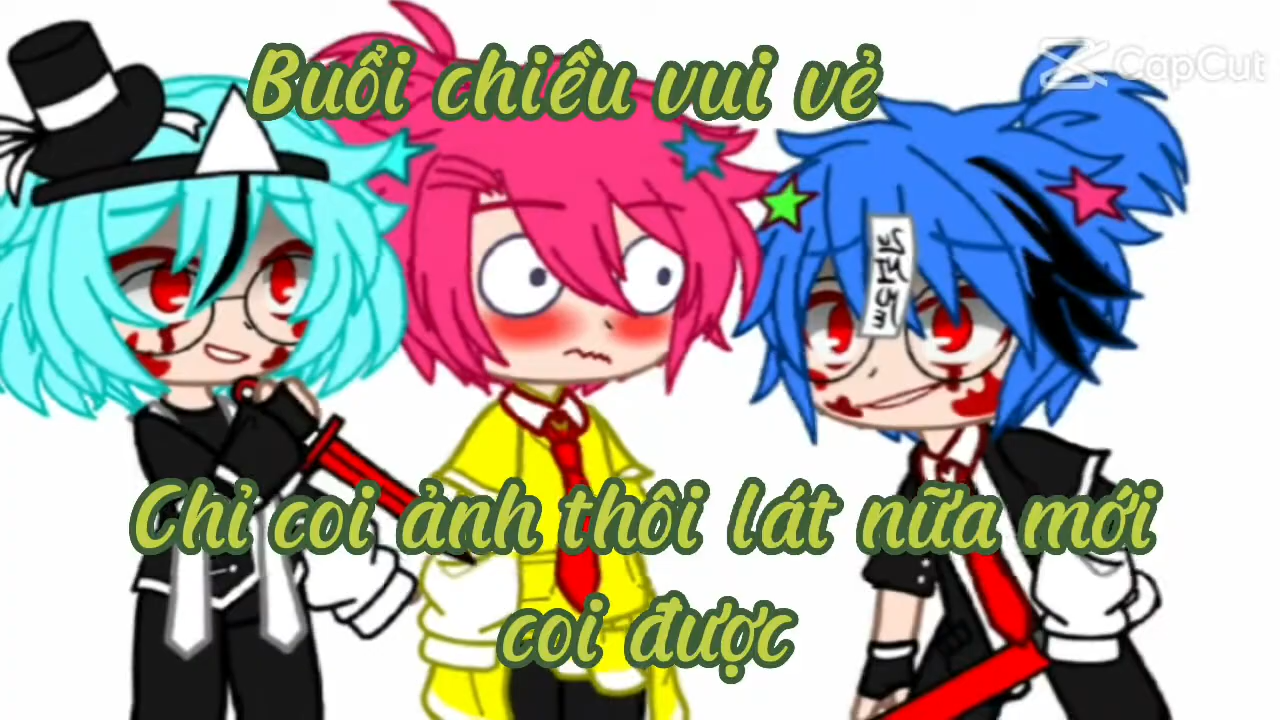 Buổi chiều vui vẻ
CapCut
Chỉ coi ảnh thôi lát nữa mới
coi được